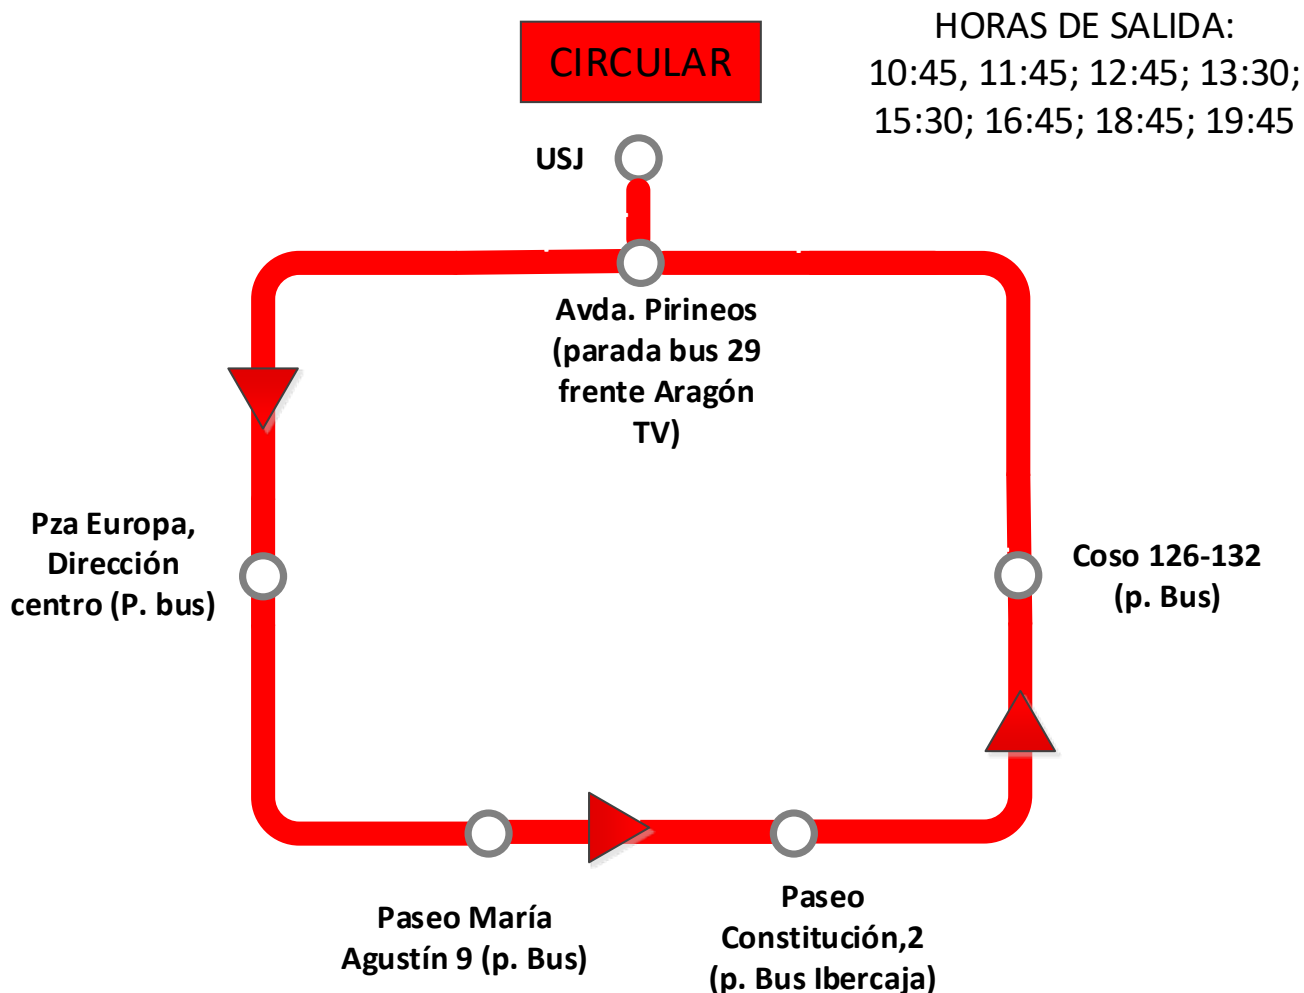 CIRCULAR
HORAS DE SALIDA:
10:45, 11:45; 12:45; 13:30;
15:30; 16:45; 18:45; 19:45
USJ
Avda. Pirineos
(parada bus 29
frente Aragón
TV)
Pza Europa,
Dirección
centro (P. bus)
Coso 126-132
(p. Bus)
Paseo María
Agustín 9 (p. Bus)
Paseo
Constitución,2
(p. Bus Ibercaja)